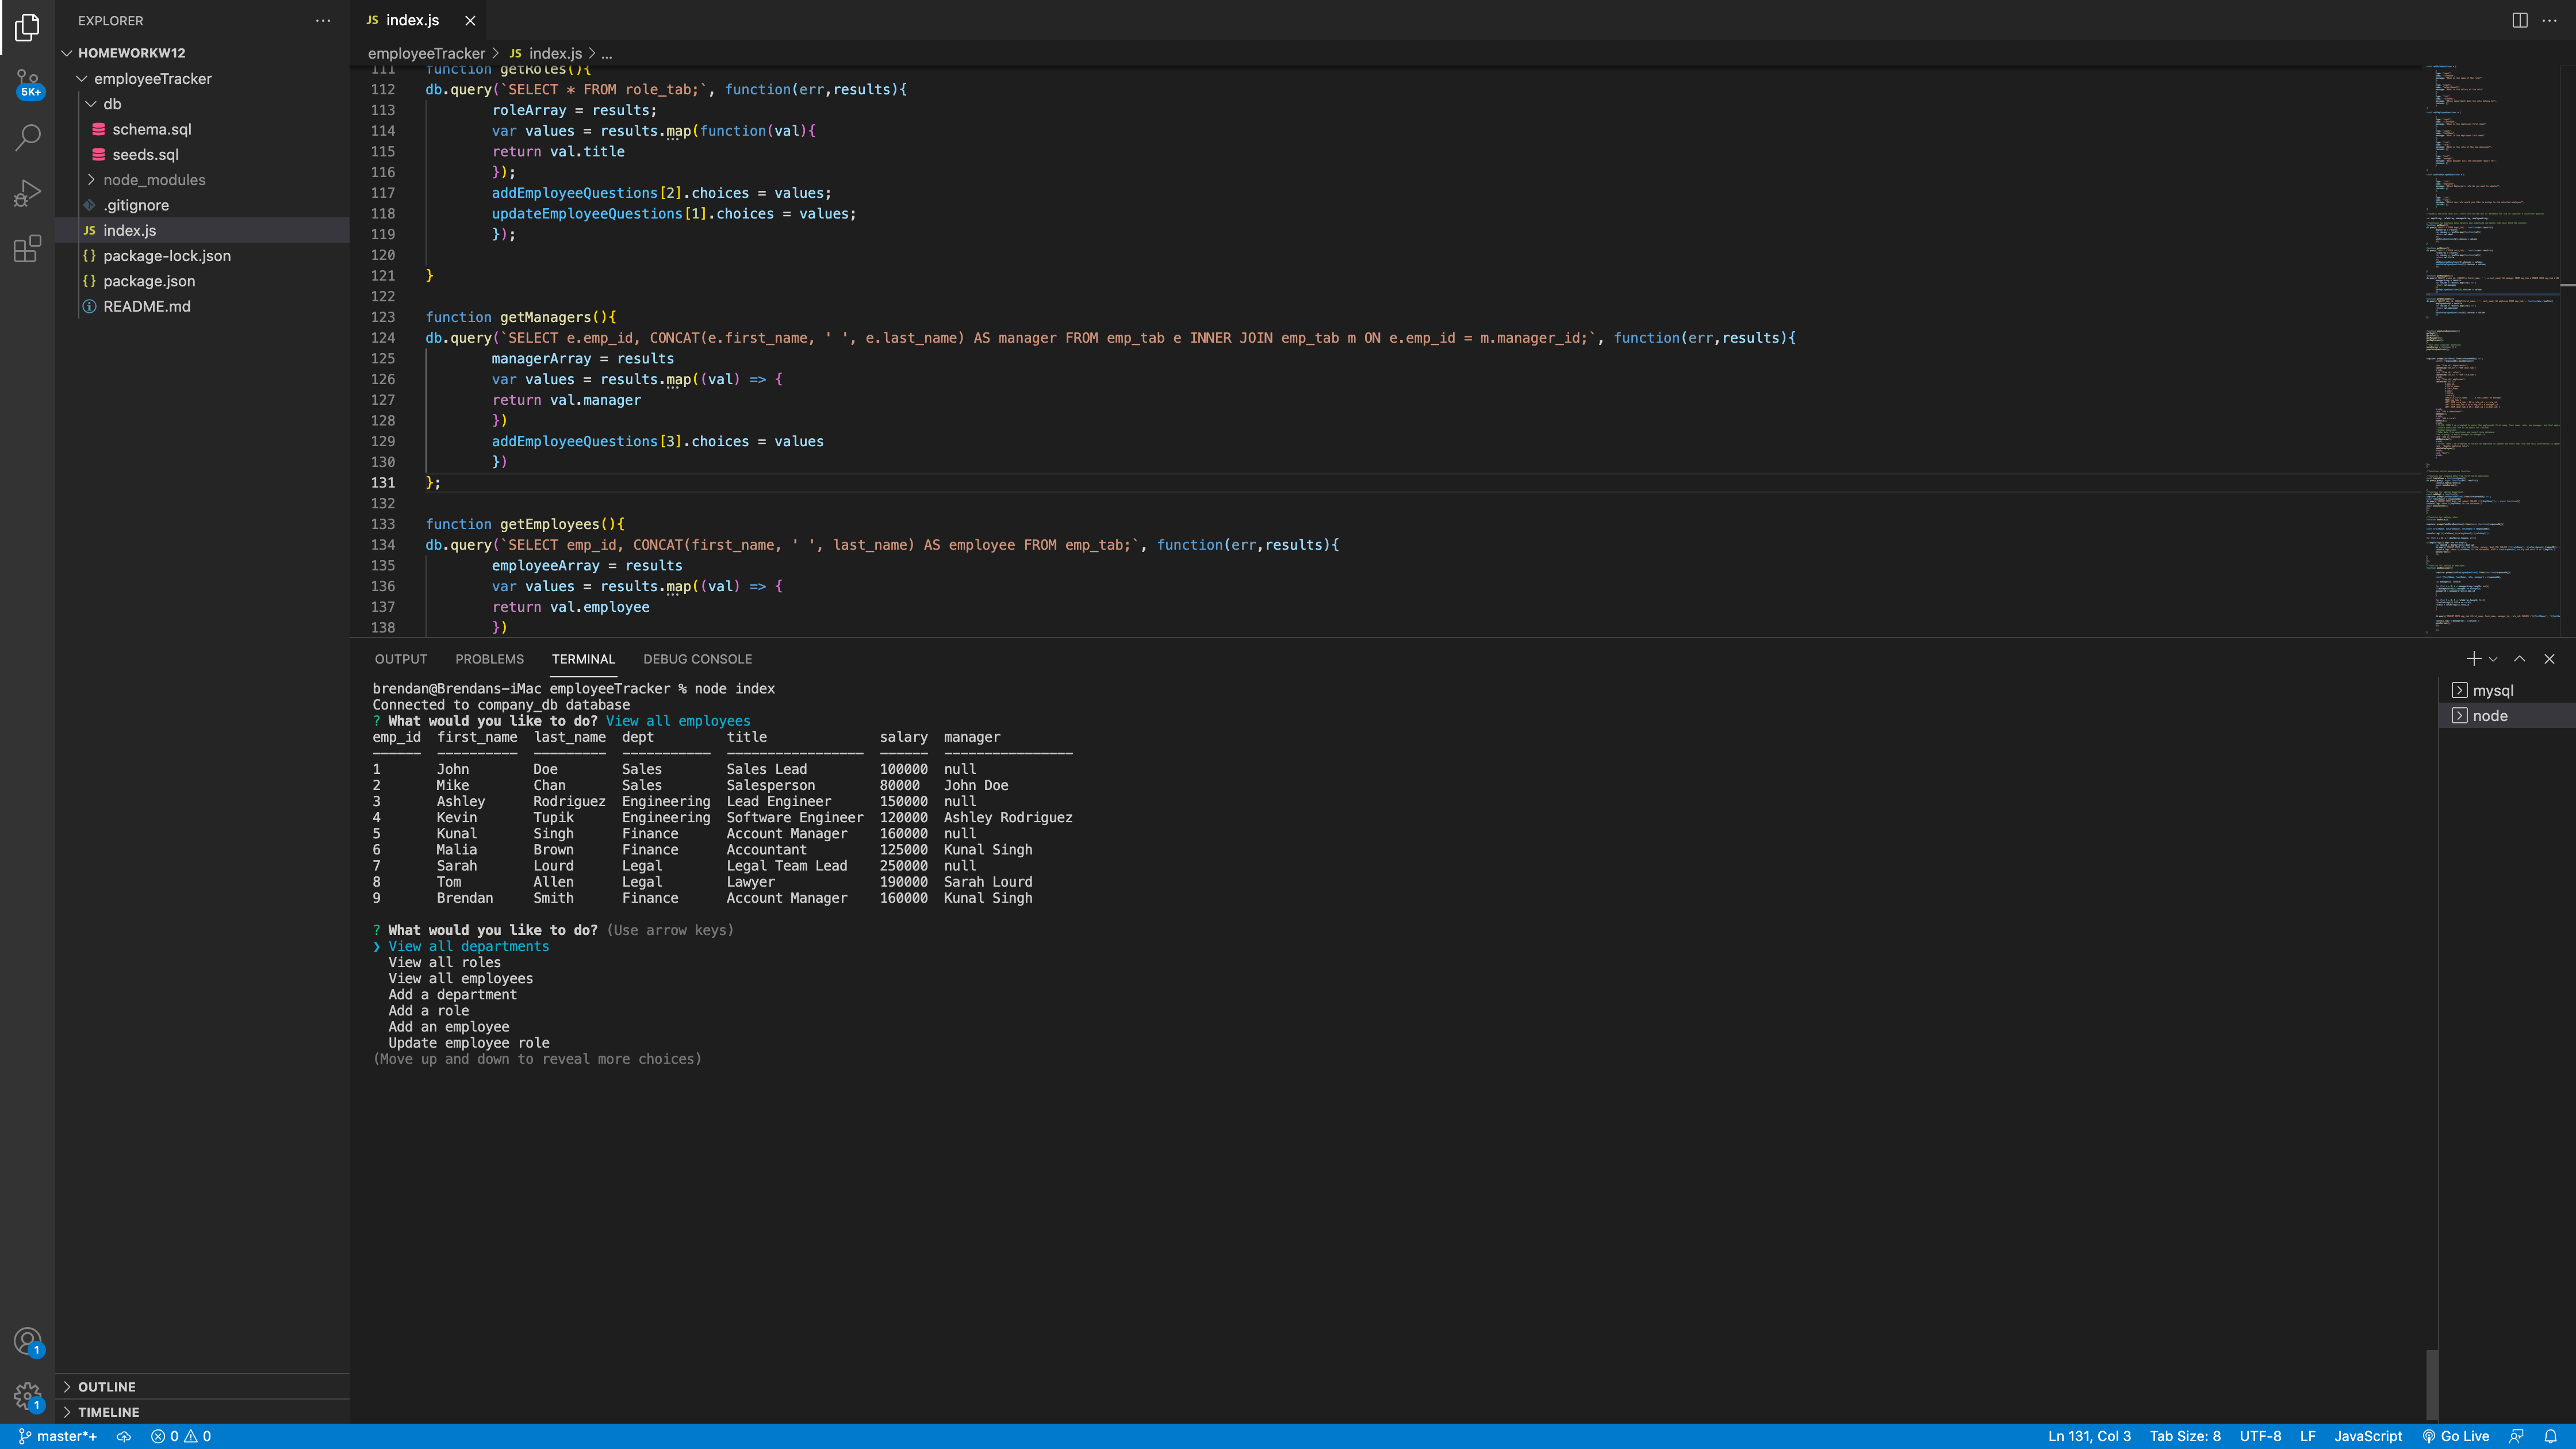 EXPLORER
HOMEWORKW12
employeeTracker
db
schema.sql
seeds.sql
node_modules
.gitignore
JS index.js
{} package-lock.json
{} package.json
README.md
5K+
1
1
OUTLINE
TIMELINE
JS index.js
employeeTracker > JS index.js > ...
111 function getRoles(){
112 db.query(`SELECT * FROM role_tab;`, function(err,results){
113 roleArray = results;
114 var values = results.map(function(val){
115 return val.title
116 });
117 addEmployeeQuestions[2].choices = values;
118 updateEmployeeQuestions[1].choices = values;
119 });
120
121 }
122
123 function getManagers(){
124 db.query(`SELECT e.emp_id, CONCAT(e.first_name, ' ', e.last_name) AS manager FROM emp_tab e INNER JOIN emp_tab m ON e.emp_id = m.manager_id;`, function(err,results){
125 managerArray = results
126 var values = results.map((val) => {
127 return val.manager
128 })
129 addEmployeeQuestions[3].choices = values
130 })
131 };
132
133 function getEmployees(){
134 db.query(`SELECT emp_id, CONCAT(first_name, ' ', last_name) AS employee FROM emp_tab;`, function(err,results){
135 employeeArray = results
136 var values = results.map((val) => {
137 return val.employee
138 })
OUTPUT PROBLEMS TERMINAL DEBUG CONSOLE
brendan@Brendans-iMac employeeTracker % node index
Connected to company_db database
? What would you like to do? View all employees
emp_id first_name last_name dept title salary manager
------ ---------- --------- ----------- ----------------- ------ ----------------
1 John Doe Sales Sales Lead 100000 null
2 Mike Chan Sales Salesperson 80000 John Doe
3 Ashley Rodriguez Engineering Lead Engineer 150000 null
4 Kevin Tupik Engineering Software Engineer 120000 Ashley Rodriguez
5 Kunal Singh Finance Account Manager 160000 null
6 Malia Brown Finance Accountant 125000 Kunal Singh
7 Sarah Lourd Legal Legal Team Lead 250000 null
8 Tom Allen Legal Lawyer 190000 Sarah Lourd
9 Brendan Smith Finance Account Manager 160000 Kunal Singh
? What would you like to do? (Use arrow keys)
❯ View all departments
View all roles
View all employees
Add a department
Add a role
Add an employee
Update employee role
(Move up and down to reveal more choices)
mysql
node
master*+ 0 0 Ln 131, Col 3 Tab Size: 8 UTF-8 LF JavaScript Go Live